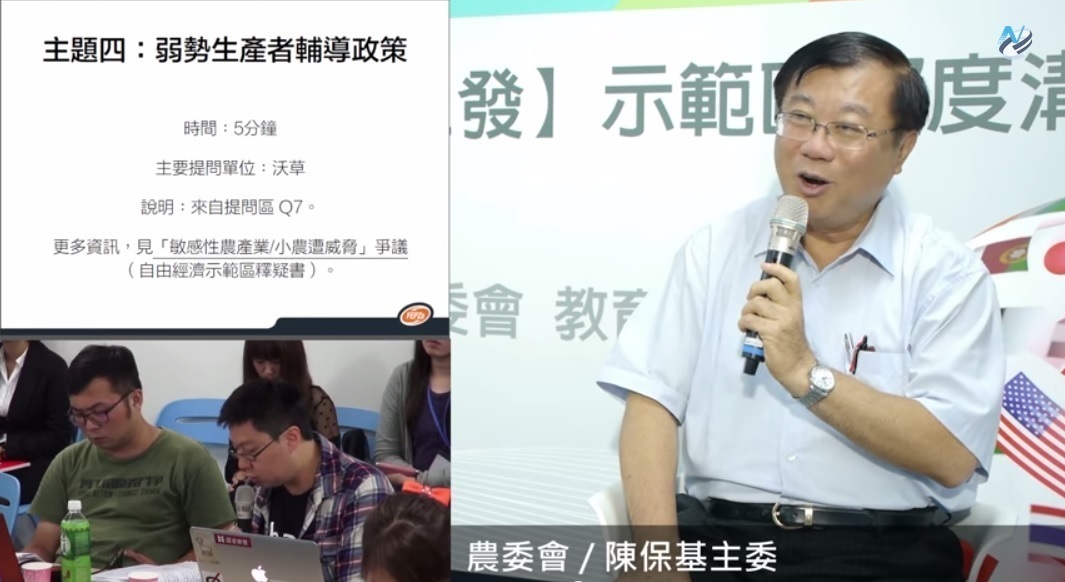 主題四：弱勢生產者輔導政策
時間：5分鐘
主要提問單位：沃草
說明：來自提問區 Q7。
更多資訊，見「敏感性農產業/小農遭威脅」爭議
（自由經濟示範區釋疑書）。
FEPZs
發】示範區 度溝
委會 教育
農委會 / 陳保基主委